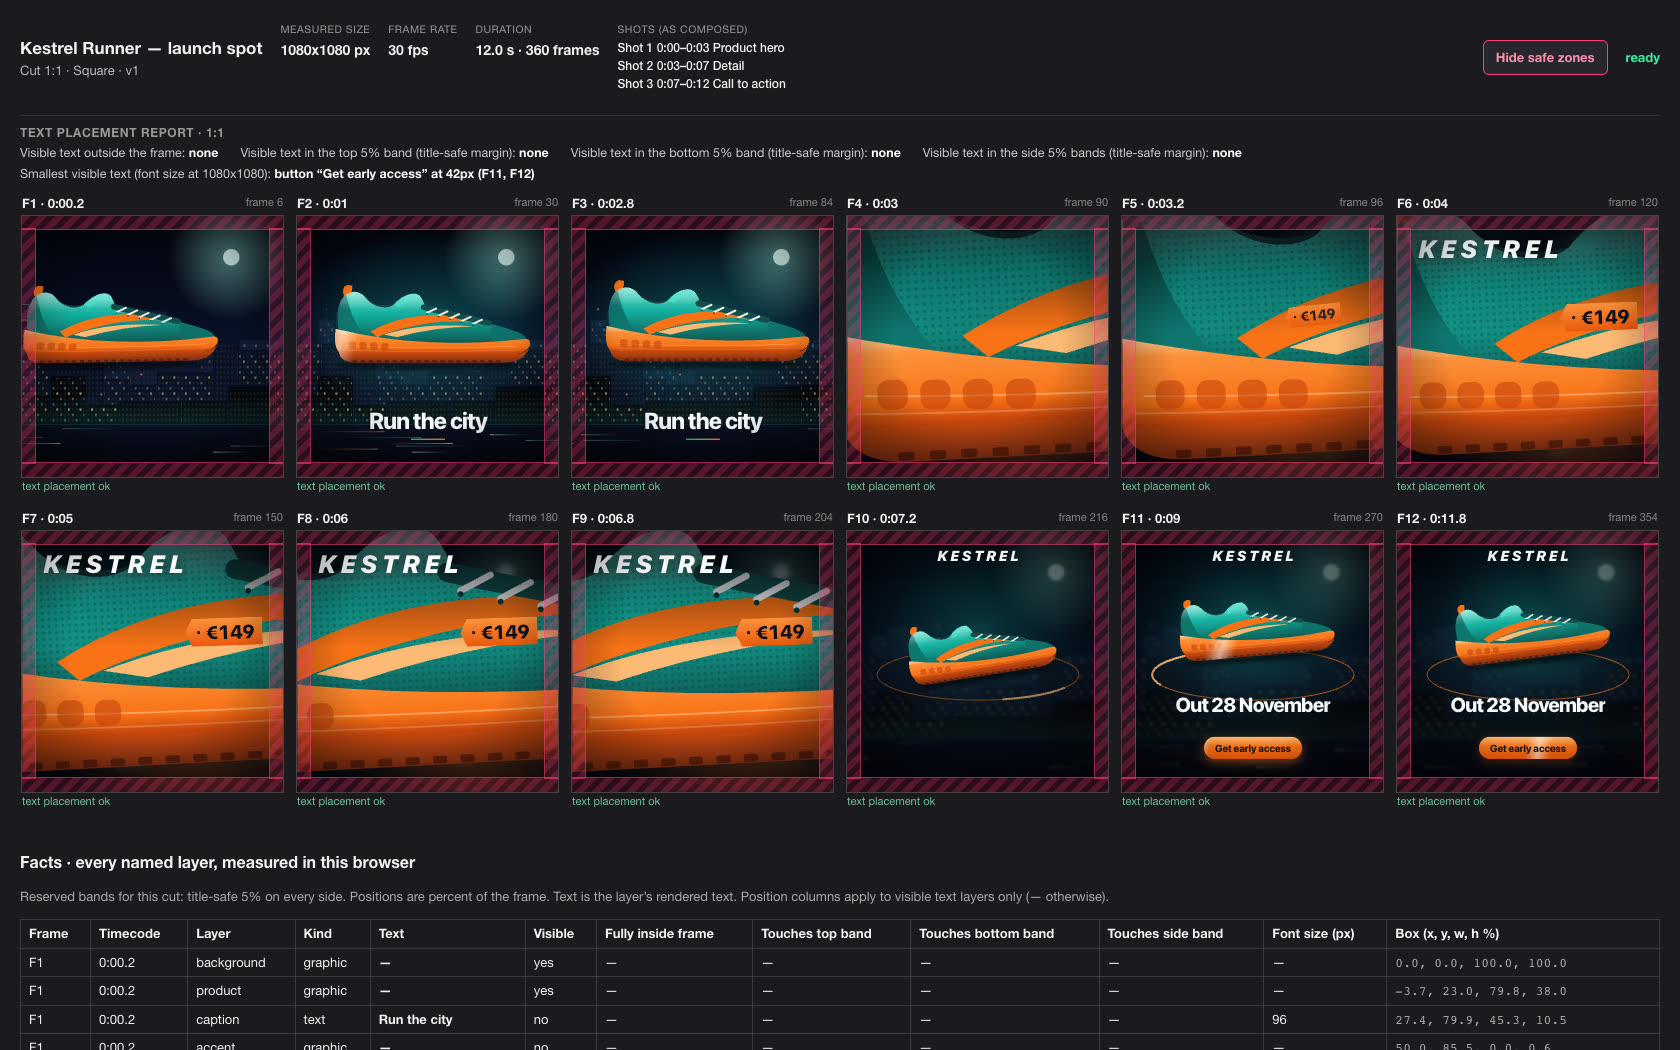 Kestrel Runner — launch spot
Cut 1:1 · Square · v1
MEASURED SIZE
1080x1080 px
FRAME RATE
30 fps
DURATION
12.0 s · 360 frames
SHOTS (AS COMPOSED)
Shot 1 0:00–0:03 Product hero
Shot 2 0:03–0:07 Detail
Shot 3 0:07–0:12 Call to action
Hide safe zones
ready
TEXT PLACEMENT REPORT · 1:1
Visible text outside the frame: none Visible text in the top 5% band (title-safe margin): none Visible text in the bottom 5% band (title-safe margin): none Visible text in the side 5% bands (title-safe margin): none
Smallest visible text (font size at 1080x1080): button “Get early access” at 42px (F11, F12)
F1 · 0:00.2 frame 6
text placement ok
F2 · 0:01 frame 30
Run the city
text placement ok
F3 · 0:02.8 frame 84
Run the city
text placement ok
F4 · 0:03 frame 90
text placement ok
F5 · 0:03.2 frame 96
· €149
text placement ok
F6 · 0:04 frame 120
KESTREL
· €149
text placement ok
F7 · 0:05 frame 150
KESTREL
· €149
text placement ok
F8 · 0:06 frame 180
KESTREL
· €149
text placement ok
F9 · 0:06.8 frame 204
KESTREL
· €149
text placement ok
F10 · 0:07.2 frame 216
KESTREL
text placement ok
F11 · 0:09 frame 270
KESTREL
Out 28 November
Get early access
text placement ok
F12 · 0:11.8 frame 354
KESTREL
Out 28 November
Get early access
text placement ok
Facts · every named layer, measured in this browser
Reserved bands for this cut: title-safe 5% on every side. Positions are percent of the frame. Text is the layer’s rendered text. Position columns apply to visible text layers only (— otherwise).
Frame Timecode Layer Kind Text Visible Fully inside frame Touches top band Touches bottom band Touches side band Font size (px) Box (x, y, w, h %)
F1 0:00.2 background graphic — yes — — — — — 0.0, 0.0, 100.0, 100.0
F1 0:00.2 product graphic — yes — — — — — −3.7, 23.0, 79.8, 38.0
F1 0:00.2 caption text Run the city no — — — — 96 27.4, 79.9, 45.3, 10.5
F1 0:00.2 accent graphic — no — — — — — 50.0, 85.5, 0.0, 0.6